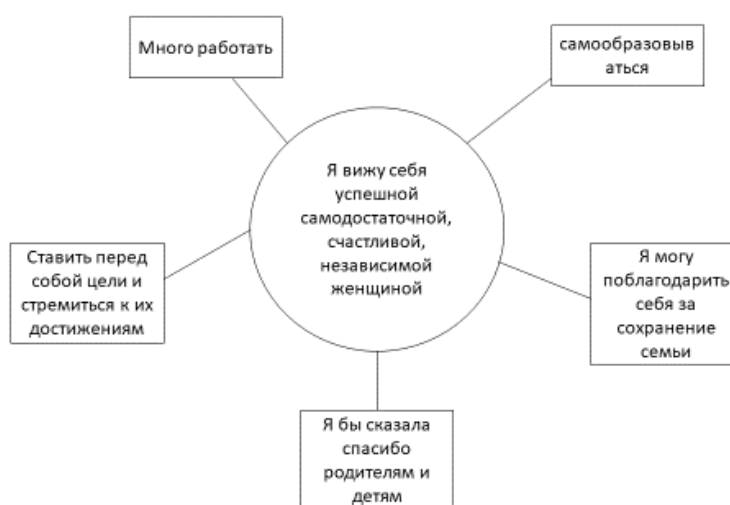 Много работать
самообразовыв
аться
Я вижу себя
успешной
самодостаточной,
счастливой,
независимой
женщиной
Ставить перед
собой цели и
стремиться к их
достижениям
Я могу
поблагодарить
себя за
сохранение
семьи
Я бы сказала
спасибо
родителям и
детям